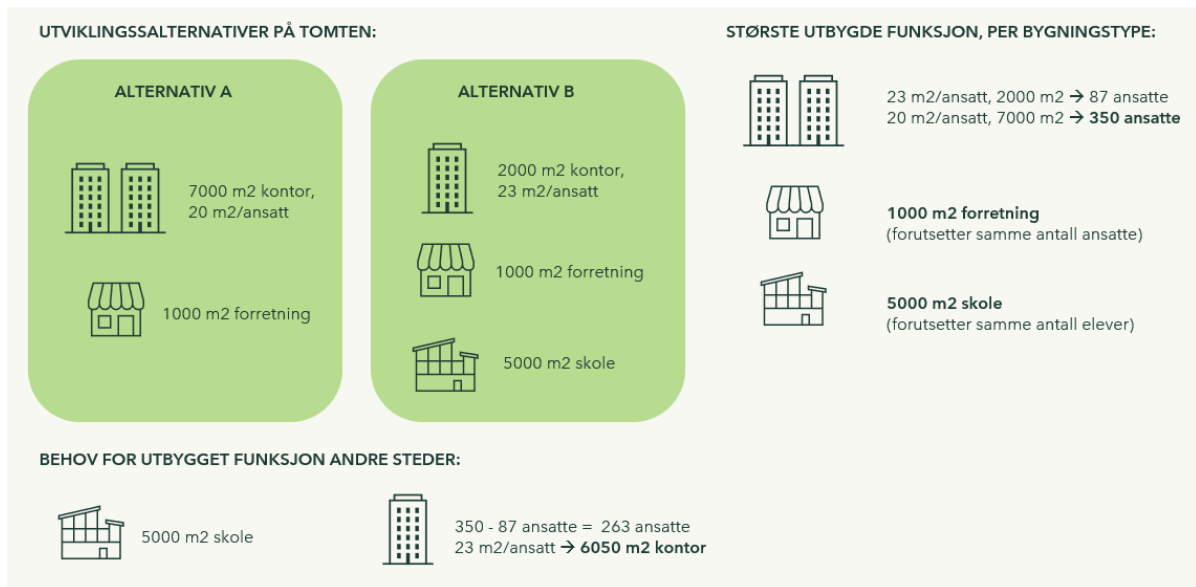 UTVIKLINGSSALTERNATIVER PÅ TOMTEN:
ALTERNATIV A
7000 m2 kontor,
20 m2/ansatt
1000 m2 forretning
ALTERNATIV B
2000 m2 kontor,
23 m2/ansatt
1000 m2 forretning
5000 m2 skole
STØRSTE UTBYGDE FUNKSJON, PER BYGNINGSTYPE:
23 m2/ansatt, 2000 m2 → 87 ansatte
20 m2/ansatt, 7000 m2 → 350 ansatte
1000 m2 forretning
(forutsetter samme antall ansatte)
5000 m2 skole
(forutsetter samme antall elever)
BEHOV FOR UTBYGGET FUNKSJON ANDRE STEDER:
5000 m2 skole
350 - 87 ansatte = 263 ansatte
23 m2/ansatt → 6050 m2 kontor